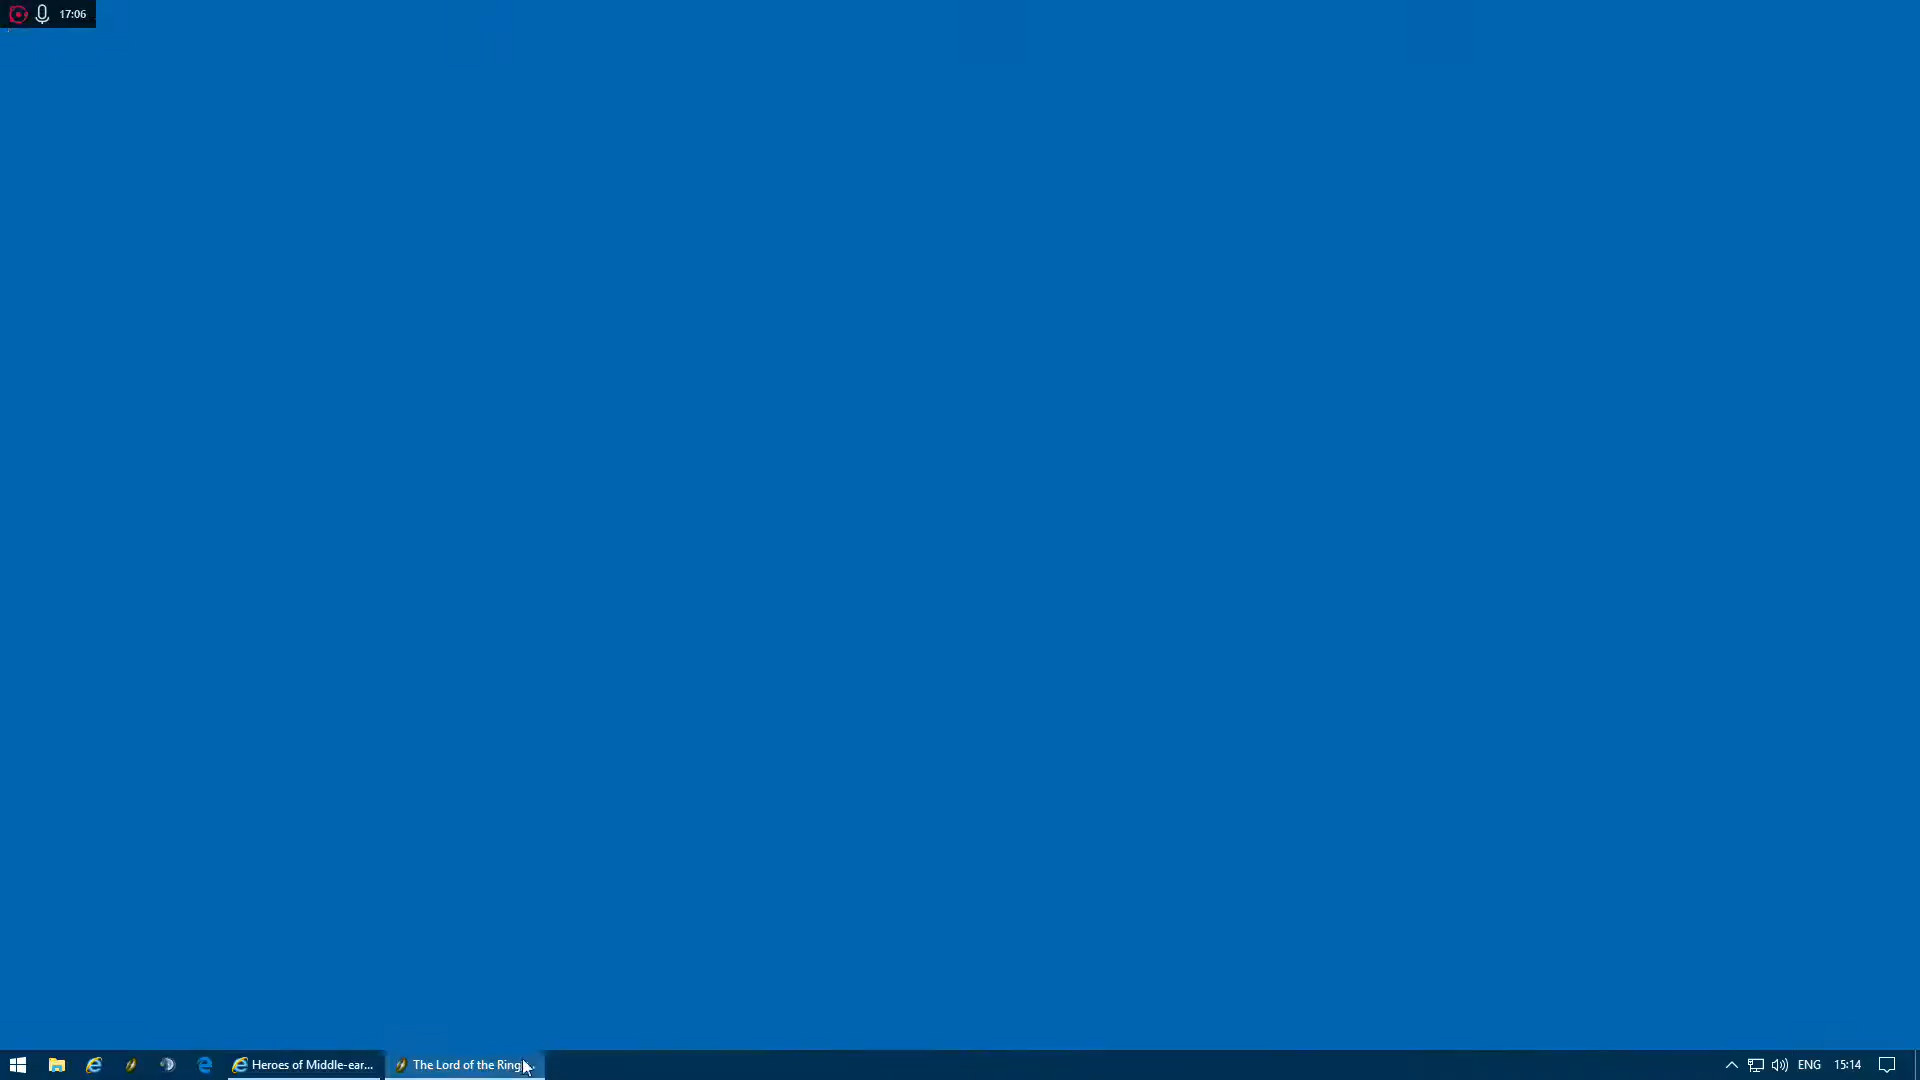 17:06
Heroes of Middle-ear...
The Lord of the Ring
ENG
15:14